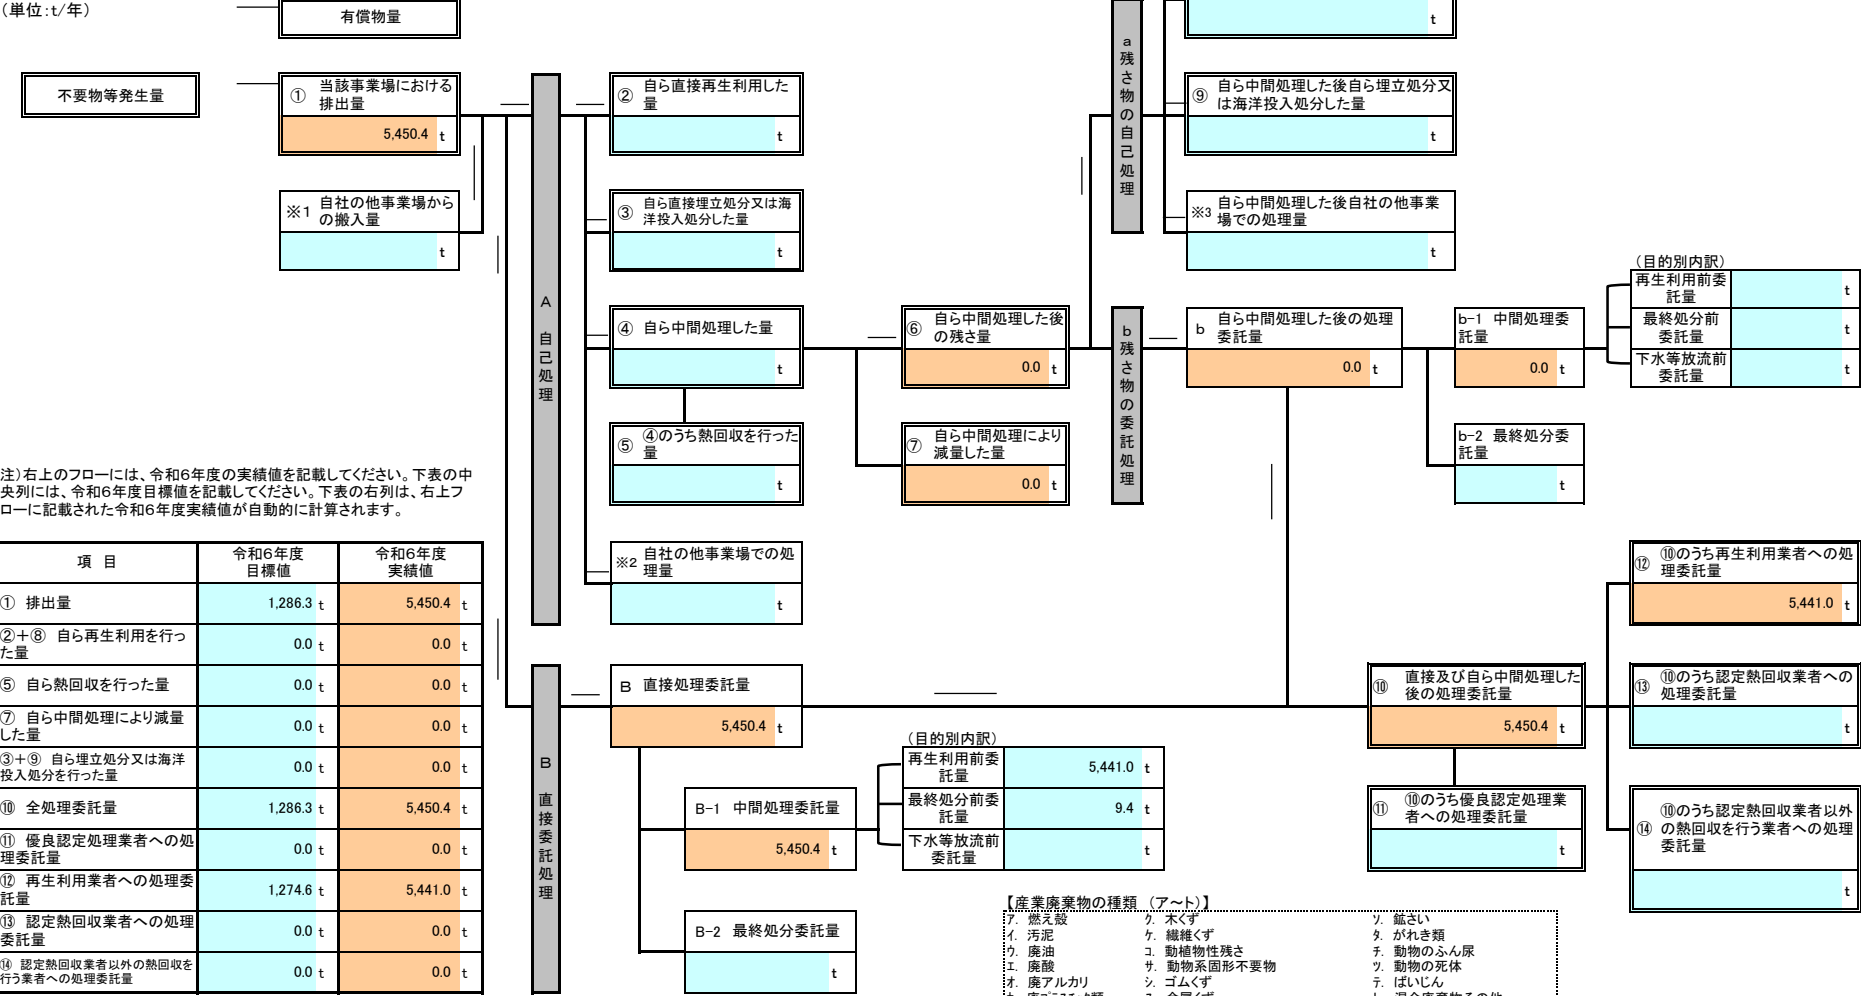 （単位：t/年）
有償物量
不要物等発生量
① 当該事業場における
排出量
5,450.4 t
※1 自社の他事業場から
の搬入量
t
A 自己処理
② 自ら直接再生利用した
量
t
③ 自ら直接埋立処分又は海
洋投入処分した量
t
④ 自ら中間処理した量
t
⑤ ④のうち熱回収を行った
量
t
※2 自社の他事業場での処
理量
t
⑥ 自ら中間処理した後
の残さ量
0.0 t
⑦ 自ら中間処理により
減量した量
0.0 t
a 残さ物の自己処理
t
⑨ 自ら中間処理した後自ら埋立処分又
は海洋投入処分した量
t
※3 自ら中間処理した後自社の他事業
場での処理量
t
b 残さ物の委託処理
b 自ら中間処理した後の処理
委託量
0.0 t
b-1 中間処理委
託量
0.0 t
b-2 最終処分委
託量
t
（目的別内訳）
再生利用前委
託量
t
最終処分前
委託量
t
下水等放流前
委託量
t
注）右上のフローには、令和6年度の実績値を記載してください。下表の中
央列には、令和6年度目標値を記載してください。下表の右列は、右上フ
ローに記載された令和6年度実績値が自動的に計算されます。
項 目 令和6年度
目標値 令和6年度
実績値
① 排出量 1,286.3 t 5,450.4 t
②＋⑧ 自ら再生利用を行っ
た量 0.0 t 0.0 t
⑤ 自ら熱回収を行った量 0.0 t 0.0 t
⑦ 自ら中間処理により減量
した量 0.0 t 0.0 t
③＋⑨ 自ら埋立処分又は海洋
投入処分を行った量 0.0 t 0.0 t
⑩ 全処理委託量 1,286.3 t 5,450.4 t
⑪ 優良認定処理業者への処
理委託量 0.0 t 0.0 t
⑫ 再生利用業者への処理委
託量 1,274.6 t 5,441.0 t
⑬ 認定熱回収業者への処理
委託量 0.0 t 0.0 t
⑭ 認定熱回収業者以外の熱回収を
行う業者への処理委託量 0.0 t 0.0 t
B 直接委託処理
B 直接処理委託量
5,450.4 t
B-1 中間処理委託量
5,450.4 t
B-2 最終処分委託量
t
（目的別内訳）
再生利用前委
託量
5,441.0 t
最終処分前委
託量
9.4 t
下水等放流前
委託量
t
⑩ 直接及び自ら中間処理した
後の処理委託量
5,450.4 t
⑪ ⑩のうち優良認定処理業
者への処理委託量
t
⑫ ⑩のうち再生利用業者への処
理委託量
5,441.0 t
⑬ ⑩のうち認定熱回収業者への
処理委託量
t
⑭ ⑩のうち認定熱回収業者以外
の熱回収を行う業者への処理
委託量
t
【産業廃棄物の種類 （ア～ト）】
ア. 燃え殻 ク. 木くず ソ. 鉱さい
イ. 汚泥 ケ. 繊維くず タ. がれき類
ウ. 廃油 コ. 動植物性残さ チ. 動物のふん尿
エ. 廃酸 サ. 動物系固形不要物 ツ. 動物の死体
オ. 廃アルカリ シ. ゴムくず テ. ばいじん
カ. 廃プラスチック類 ス. 金属くず ト. 混合廃棄物その他